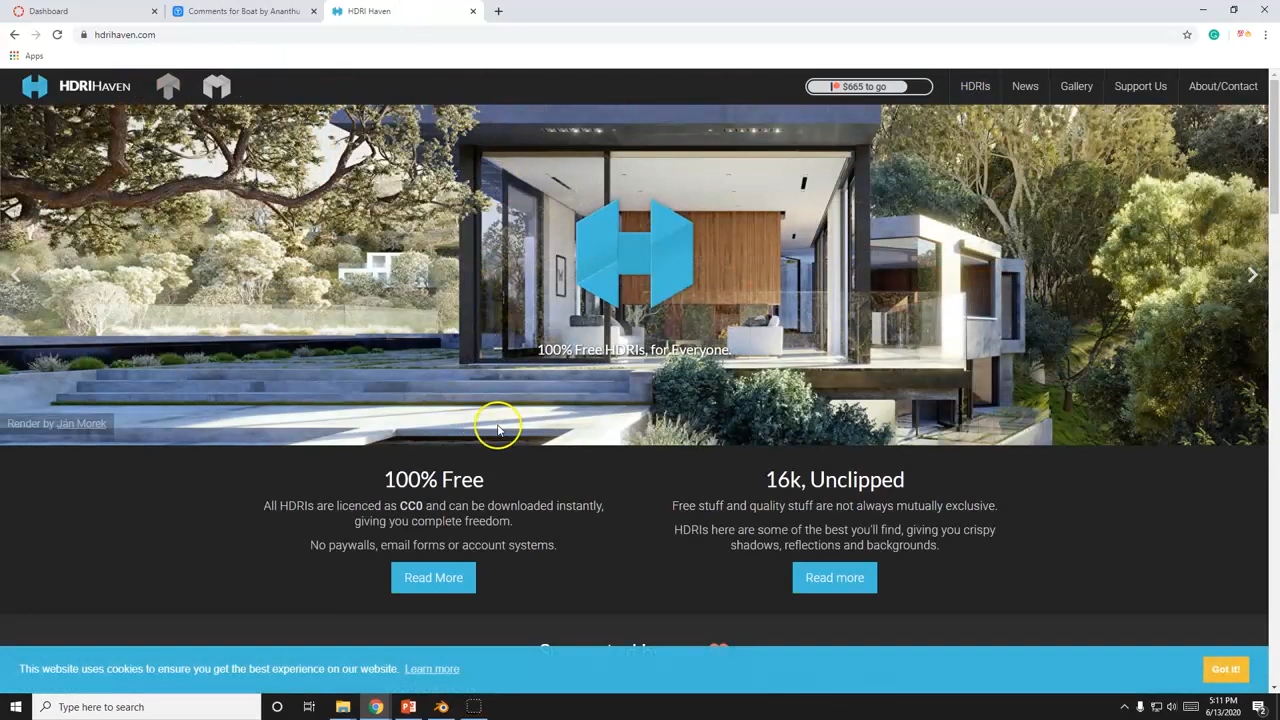 Dashboard
Comments for Boat by Ananthu
HDRI Haven
hdrihaven.com
Apps
HDRIHAVEN
$665 to go
HDRIs
News
Gallery
Support Us
About/Contact
100% Free HDRIs, for Everyone.
Render by Ján Morek
100% Free
All HDRIs are licenced as CC0 and can be downloaded instantly,
giving you complete freedom.
No paywalls, email forms or account systems.
Read More
16k, Unclipped
Free stuff and quality stuff are not always mutually exclusive.
HDRIs here are some of the best you'll find, giving you crispy
shadows, reflections and backgrounds.
Read more
This website uses cookies to ensure you get the best experience on our website. Learn more
Got it!
Type here to search
5:11 PM
6/13/2020
2